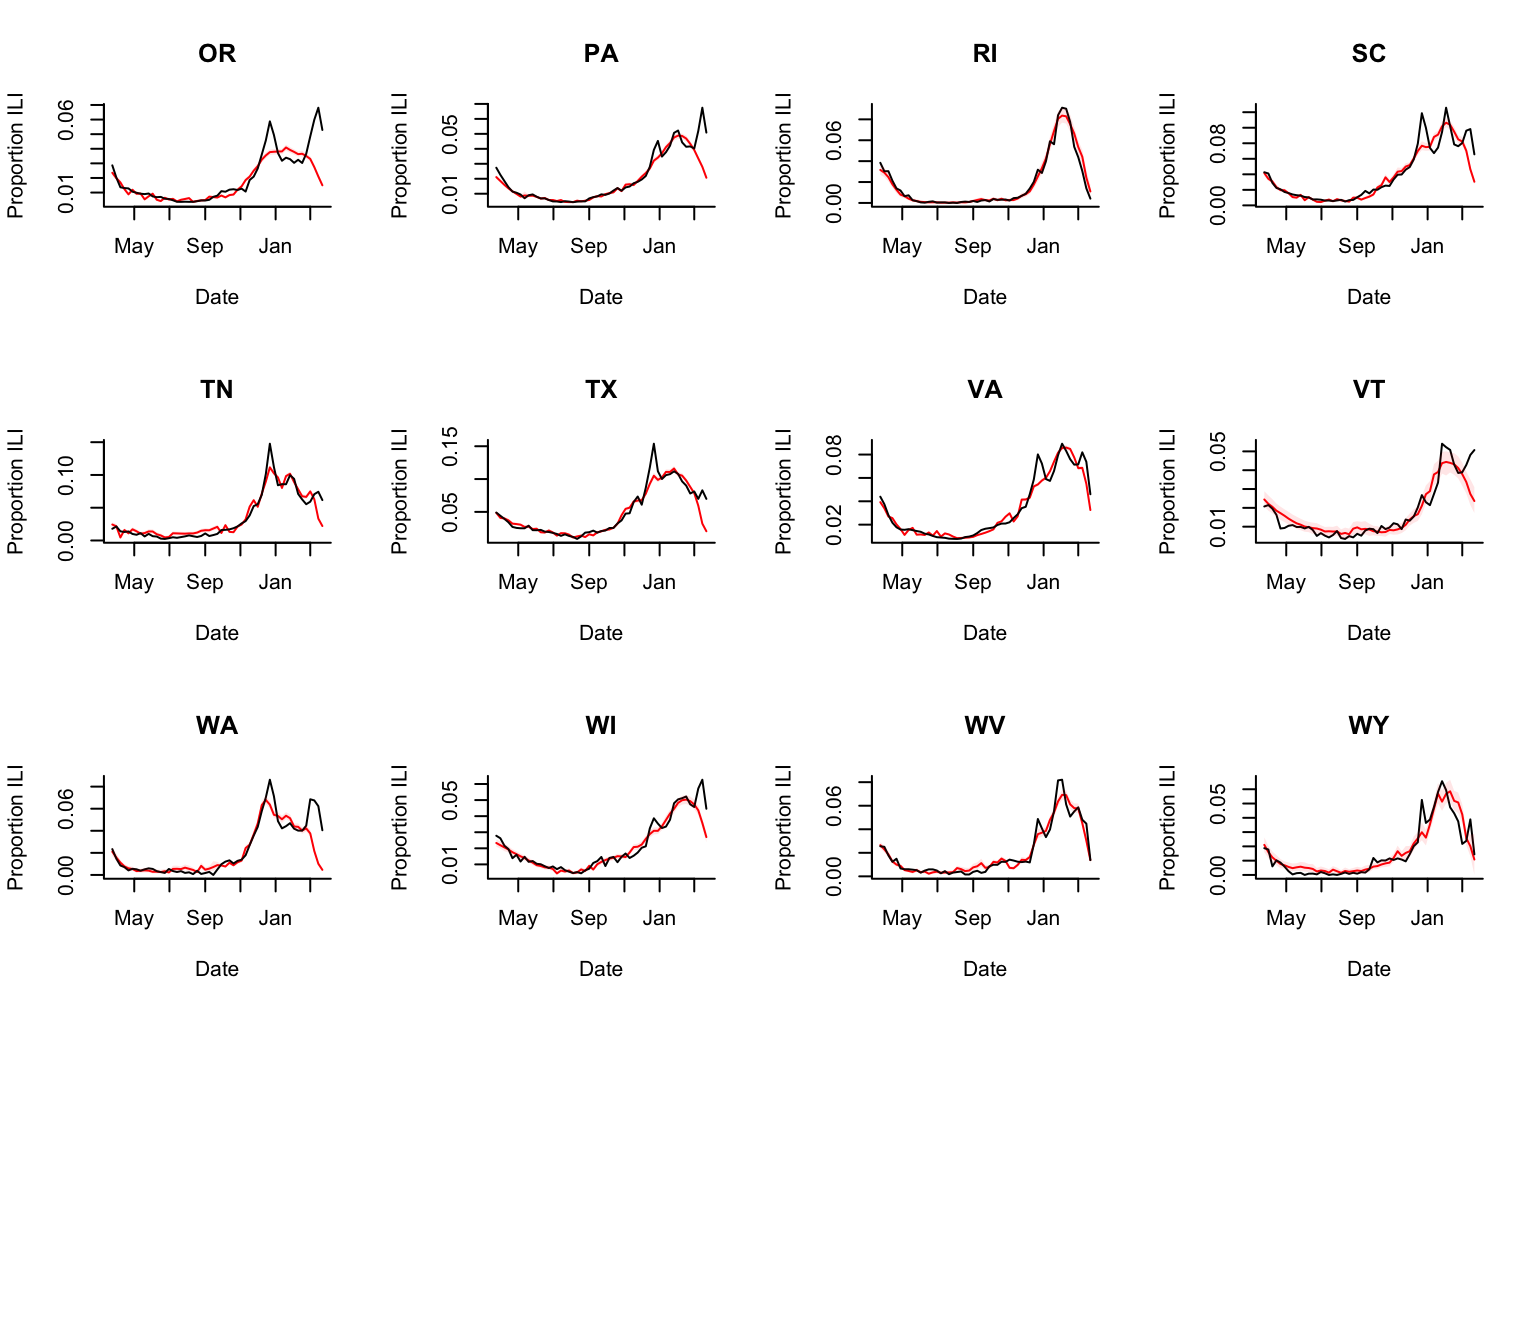 OR
Proportion ILI
0.01 0.06
May Sep Jan
Date
PA
Proportion ILI
0.01 0.05
May Sep Jan
Date
RI
Proportion ILI
0.00 0.06
May Sep Jan
Date
SC
Proportion ILI
0.00 0.08
May Sep Jan
Date
TN
Proportion ILI
0.00 0.10
May Sep Jan
Date
TX
Proportion ILI
0.05 0.15
May Sep Jan
Date
VA
Proportion ILI
0.02 0.08
May Sep Jan
Date
VT
Proportion ILI
0.01 0.05
May Sep Jan
Date
WA
Proportion ILI
0.00 0.06
May Sep Jan
Date
WI
Proportion ILI
0.01 0.05
May Sep Jan
Date
WV
Proportion ILI
0.00 0.06
May Sep Jan
Date
WY
Proportion ILI
0.00 0.05
May Sep Jan
Date